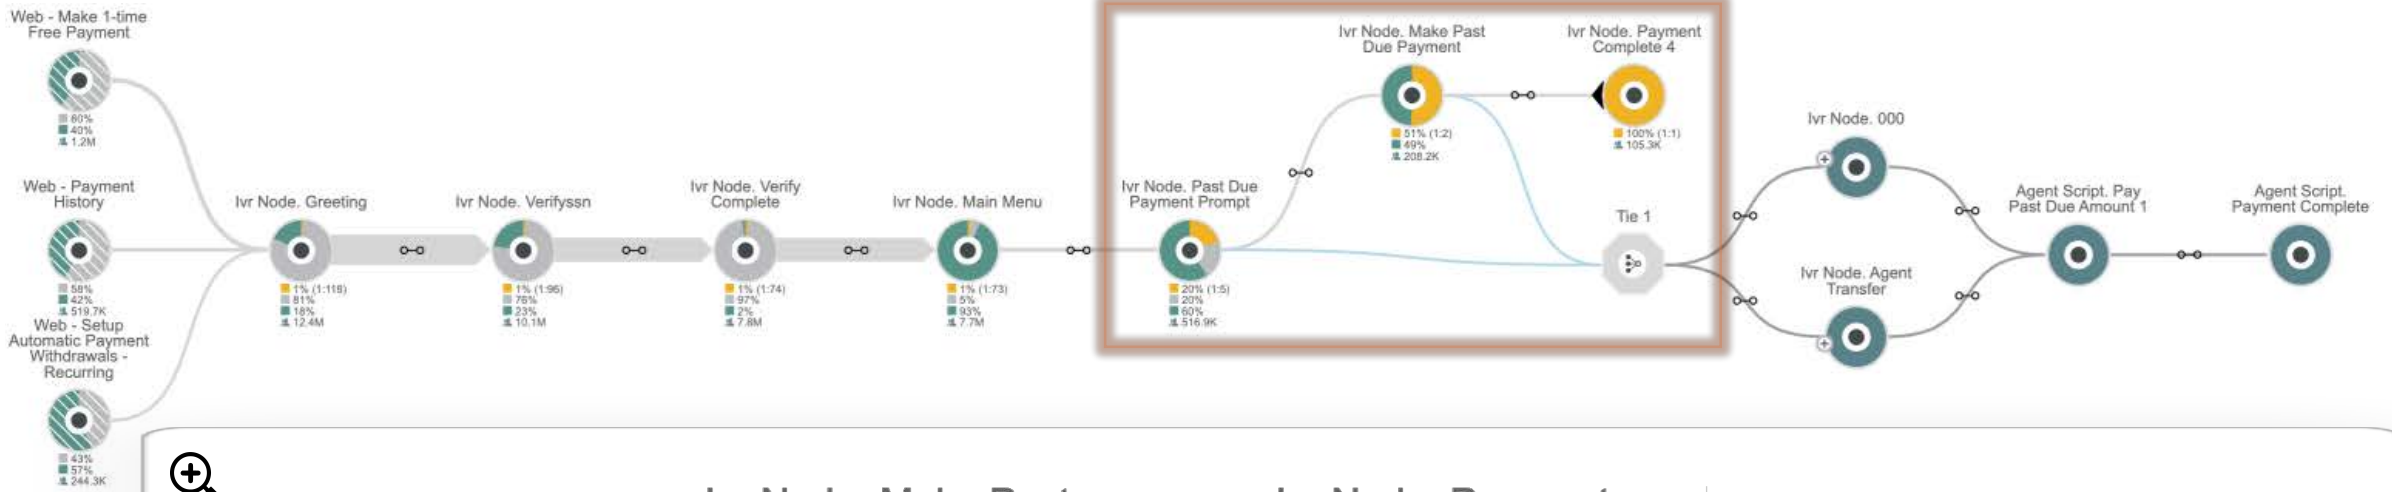 Web - Make 1-time
Free Payment
60%
40%
1.2M
Web - Payment
History
58%
42%
519.7K
Web - Setup
Automatic Payment
Withdrawals -
Recurring
43%
57%
244.3K
Ivr Node. Greeting
1% (1:118)
81%
18%
12.4M
Ivr Node. Verifyssn
1% (1:96)
76%
23%
10.1M
Ivr Node. Verify
Complete
1% (1:74)
97%
2%
7.8M
Ivr Node. Main Menu
1% (1:73)
5%
93%
7.7M
Ivr Node. Past Due
Payment Prompt
20% (1:5)
20%
60%
516.9K
Ivr Node. Make Past
Due Payment
51% (1:2)
49%
208.2K
Ivr Node. Payment
Complete 4
100% (1:1)
105.3K
Tie 1
Ivr Node. 000
Ivr Node. Agent
Transfer
Agent Script. Pay
Past Due Amount 1
Agent Script.
Payment Complete